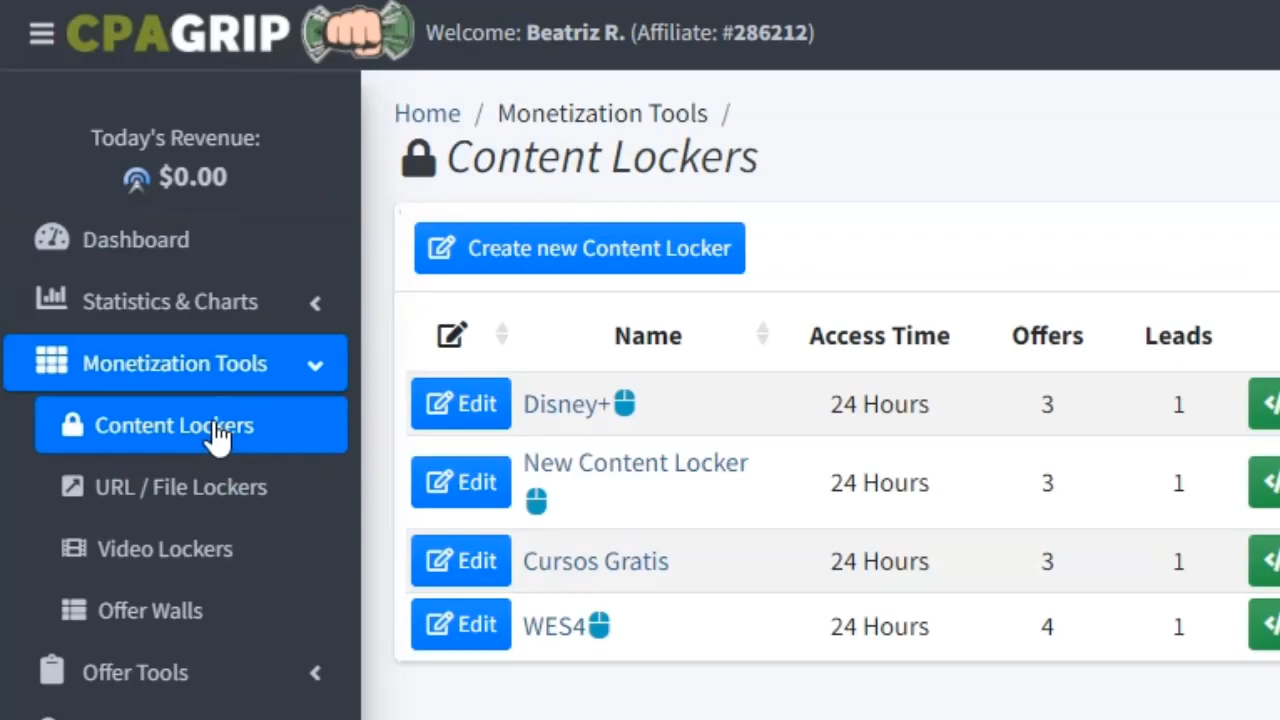 CPAGRIP
Welcome: Beatriz R. (Affiliate: #286212)
Today's Revenue:
$0.00
Dashboard
Statistics & Charts
Monetization Tools
Content Lockers
URL / File Lockers
Video Lockers
Offer Walls
Offer Tools
Home / Monetization Tools /
Content Lockers
Create new Content Locker
Name Access Time Offers Leads
Edit Disney+ 24 Hours 3 1
Edit New Content Locker 24 Hours 3 1
Edit Cursos Gratis 24 Hours 3 1
Edit WES4 24 Hours 4 1